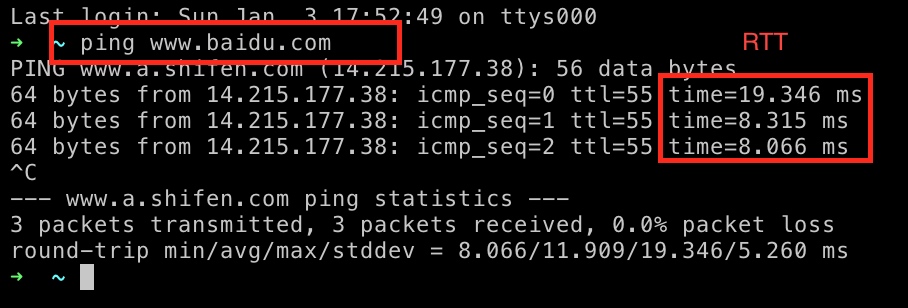 Last login: Sun Jan  3 17:52:49 on ttys000
➜  ~ ping www.baidu.com
RTT
PING www.a.shifen.com (14.215.177.38): 56 data bytes
64 bytes from 14.215.177.38: icmp_seq=0 ttl=55 time=19.346 ms
64 bytes from 14.215.177.38: icmp_seq=1 ttl=55 time=8.315 ms
64 bytes from 14.215.177.38: icmp_seq=2 ttl=55 time=8.066 ms
^C
--- www.a.shifen.com ping statistics ---
3 packets transmitted, 3 packets received, 0.0% packet loss
round-trip min/avg/max/stddev = 8.066/11.909/19.346/5.260 ms
➜  ~